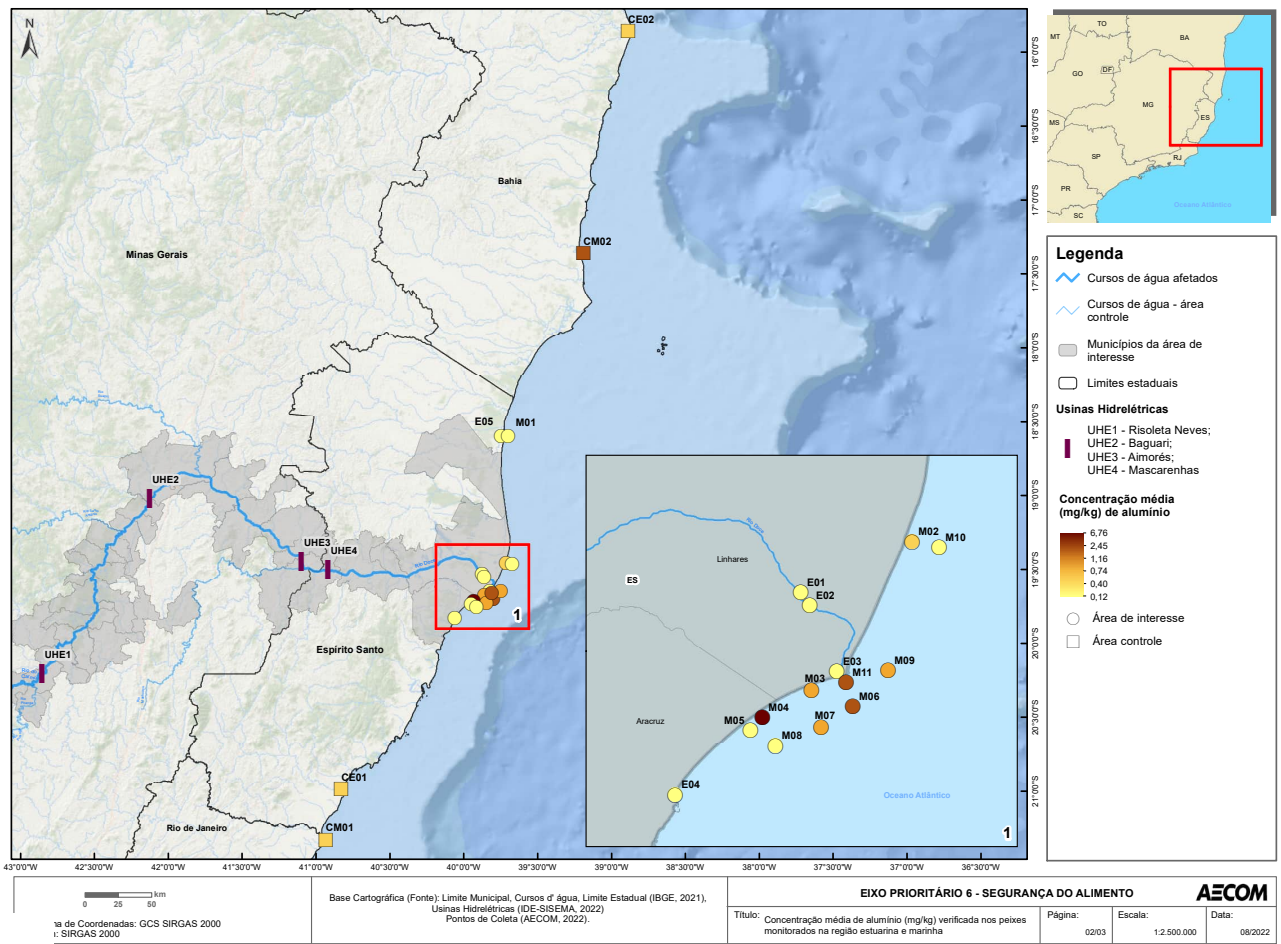 N
CE02
Bahia
CM02
Minas Gerais
E05
M01
UHE2
UHE3
UHE4
UHE1
Rio Doce
1
Espírito Santo
CE01
Rio de Janeiro
CM01
Rio Doce
Linhares
ES
E01
E02
M02
M10
E03
M11
M09
M03
M06
M04
M07
M05
M08
Aracruz
E04
Oceano Atlântico
1
16°0'0"S
16°30'0"S
17°0'0"S
17°30'0"S
18°0'0"S
18°30'0"S
19°0'0"S
19°30'0"S
20°0'0"S
20°30'0"S
21°0'0"S
43°0'0"W
42°30'0"W
42°0'0"W
41°30'0"W
41°0'0"W
40°30'0"W
40°0'0"W
39°30'0"W
39°0'0"W
38°30'0"W
38°0'0"W
37°30'0"W
37°0'0"W
36°30'0"W
TO
BA
MT
GO
DF
MG
ES
MS
SP
RJ
PR
SC
Oceano Atlântico
Legenda
Cursos de água afetados
Cursos de água - área
controle
Municípios da área de
interesse
Limites estaduais
Usinas Hidrelétricas
UHE1 - Risoleta Neves;
UHE2 - Baguari;
UHE3 - Aimorés;
UHE4 - Mascarenhas
Concentração média
(mg/kg) de alumínio
6,76
2,45
1,16
0,74
0,40
0,12
Área de interesse
Área controle
km
0 25 50
de Coordenadas: GCS SIRGAS 2000
: SIRGAS 2000
Base Cartográfica (Fonte): Limite Municipal, Cursos d' água, Limite Estadual (IBGE, 2021),
Usinas Hidrelétricas (IDE-SISEMA, 2022)
Pontos de Coleta (AECOM, 2022).
EIXO PRIORITÁRIO 6 - SEGURANÇA DO ALIMENTO
AECOM
Título: Concentração média de alumínio (mg/kg) verificada nos peixes
monitorados na região estuarina e marinha
Página:
02/03
Escala:
1:2.500.000
Data:
08/2022